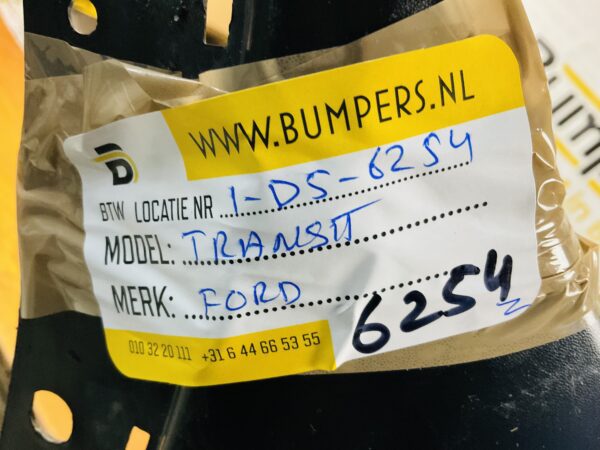 WWW.BUMPERS.NL
BTW LOCATIE NR 1-DS-6254
MODEL: TRANSIT
MERK: FORD
6254
010 32 20 111 +31 6 44 66 53 55